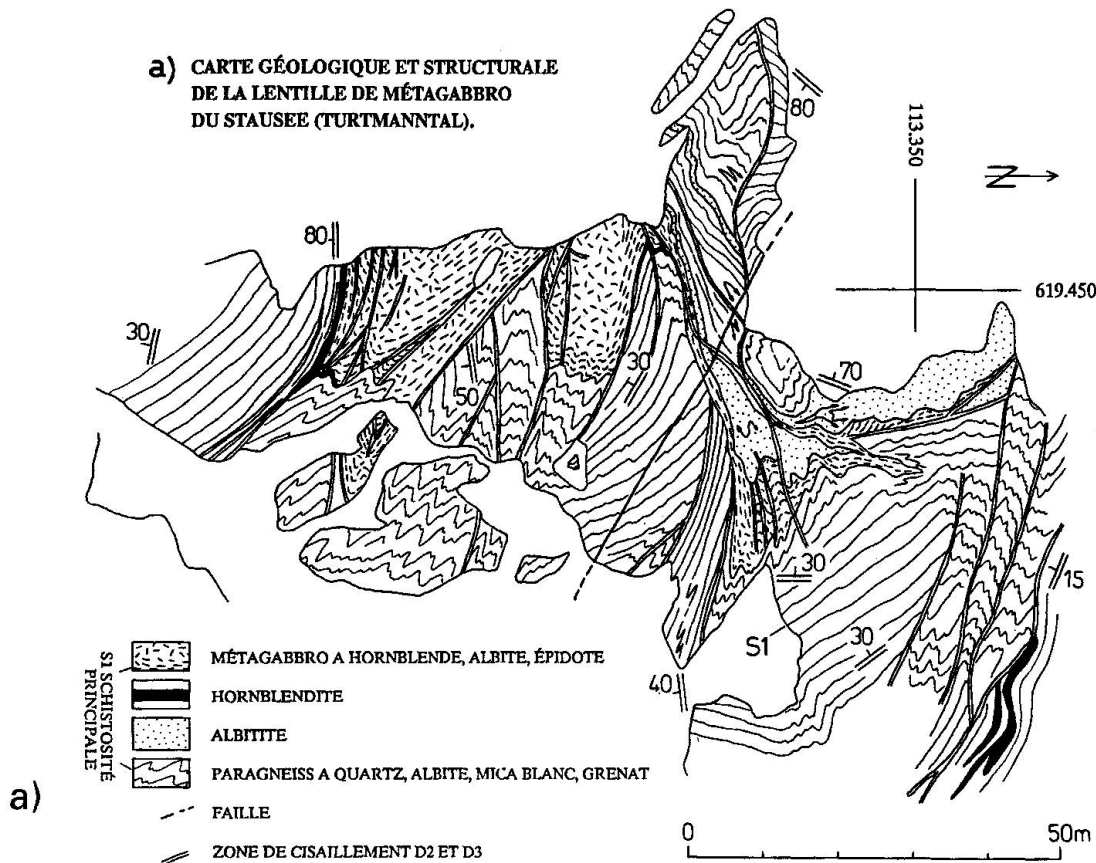 a) CARTE GÉOLOGIQUE ET STRUCTURALE
DE LA LENTILLE DE MÉTAGABBRO
DU STAUSEE (TURTMANNTAL).
80
113.350
N
80
619.450
30
70
30
50
30
15
S1
30
40
S1 SCHISTOSITÉ
PRINCIPALE
MÉTAGABBRO A HORNBLENDE, ALBITE, ÉPIDOTE
HORNBLENDITE
ALBITITE
PARAGNEISS A QUARTZ, ALBITE, MICA BLANC, GRENAT
a)
FAILLE
ZONE DE CISAILLEMENT D2 ET D3
0 50m